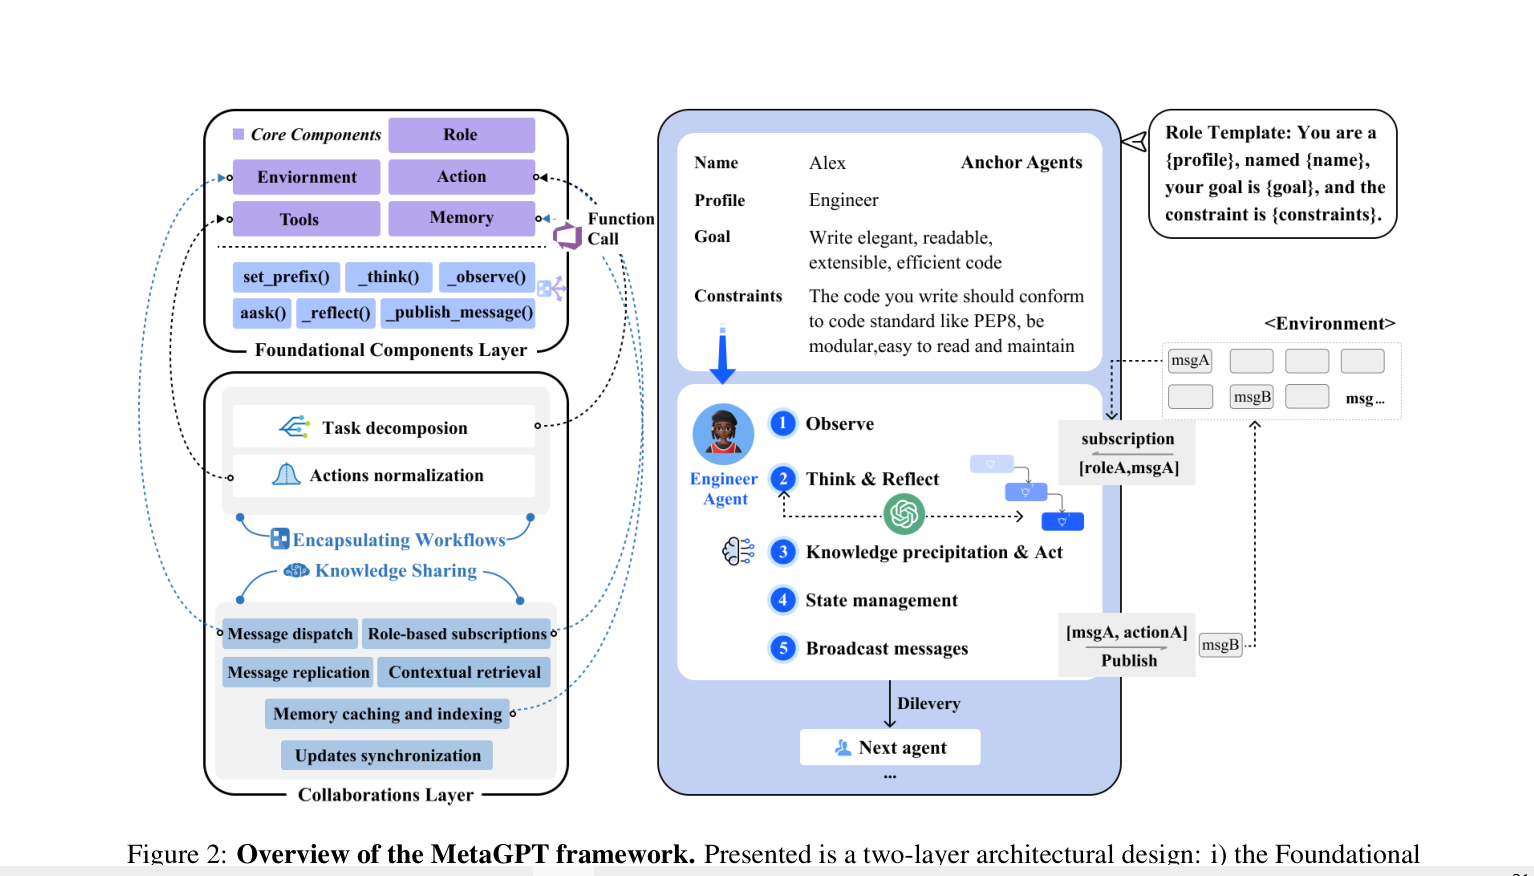 Core Components
Role
Enviornment
Action
Tools
Memory
Function
Call
set_prefix()
_think()
_observe()
aask()
_reflect()
_publish_message()
Foundational Components Layer
Task decomposion
Actions normalization
Encapsulating Workflows
Knowledge Sharing
Message dispatch
Role-based subscriptions
Message replication
Contextual retrieval
Memory caching and indexing
Updates synchronization
Collaborations Layer
Name Alex Anchor Agents
Profile Engineer
Goal Write elegant, readable,
extensible, efficient code
Constraints The code you write should conform
to code standard like PEP8, be
modular,easy to read and maintain
Engineer
Agent
1 Observe
2 Think & Reflect
3 Knowledge precipitation & Act
4 State management
5 Broadcast messages
Dilevery
Next agent
...
Role Template: You are a
{profile}, named {name},
your goal is {goal}, and the
constraint is {constraints}.
<Environment>
msgA
msgB
msg...
subscription
[roleA,msgA]
[msgA, actionA]
Publish
msgB
Figure 2: Overview of the MetaGPT framework. Presented is a two-layer architectural design: i) the Foundational